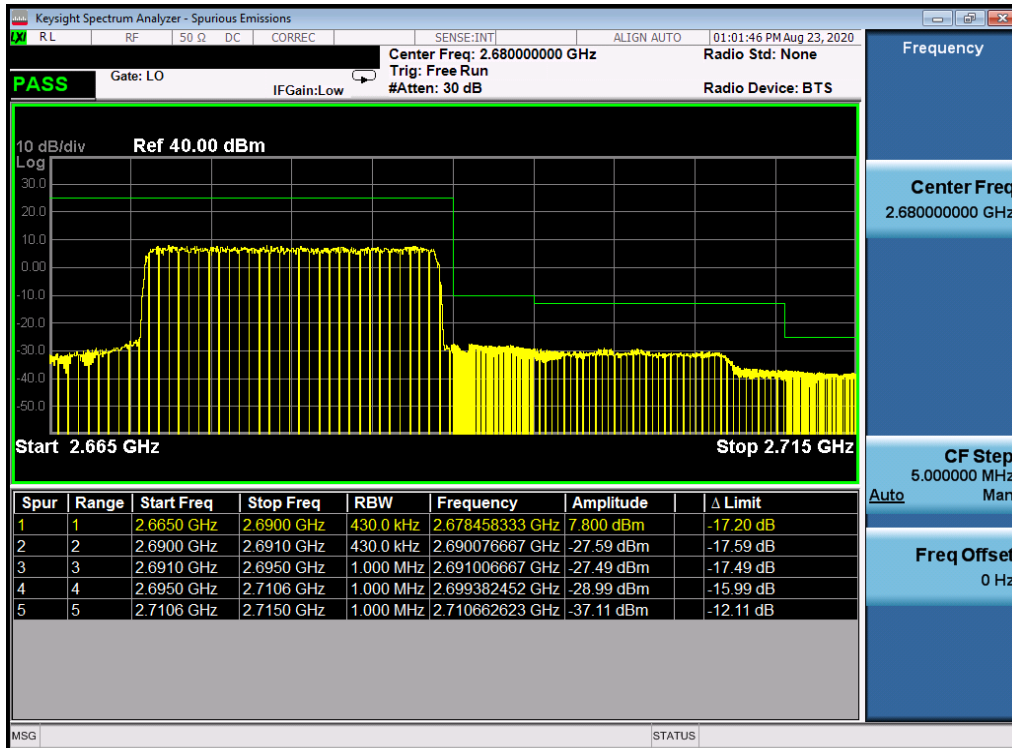 Keysight Spectrum Analyzer - Spurious Emissions
LXI RL RF 50 Ω DC CORREC SENSE:INT ALIGN AUTO 01:01:46 PM Aug 23, 2020
Center Freq: 2.680000000 GHz Radio Std: None
PASS Gate: LO Trig: Free Run
IFGain:Low #Atten: 30 dB Radio Device: BTS
Frequency
10 dB/div Ref 40.00 dBm
Log
30.0
20.0
10.0
0.00
-10.0
-20.0
-30.0
-40.0
-50.0
Start 2.665 GHz Stop 2.715 GHz
Center Freq
2.680000000 GHz
CF Step
5.000000 MHz
Auto Man
Freq Offset
0 Hz
Spur Range Start Freq Stop Freq RBW Frequency Amplitude Δ Limit
1 1 2.6650 GHz 2.6900 GHz 430.0 kHz 2.678458333 GHz 7.800 dBm -17.20 dB
2 2 2.6900 GHz 2.6910 GHz 430.0 kHz 2.690076667 GHz -27.59 dBm -17.59 dB
3 3 2.6910 GHz 2.6950 GHz 1.000 MHz 2.691006667 GHz -27.49 dBm -17.49 dB
4 4 2.6950 GHz 2.7106 GHz 1.000 MHz 2.699382452 GHz -28.99 dBm -15.99 dB
5 5 2.7106 GHz 2.7150 GHz 1.000 MHz 2.710662623 GHz -37.11 dBm -12.11 dB
MSG STATUS